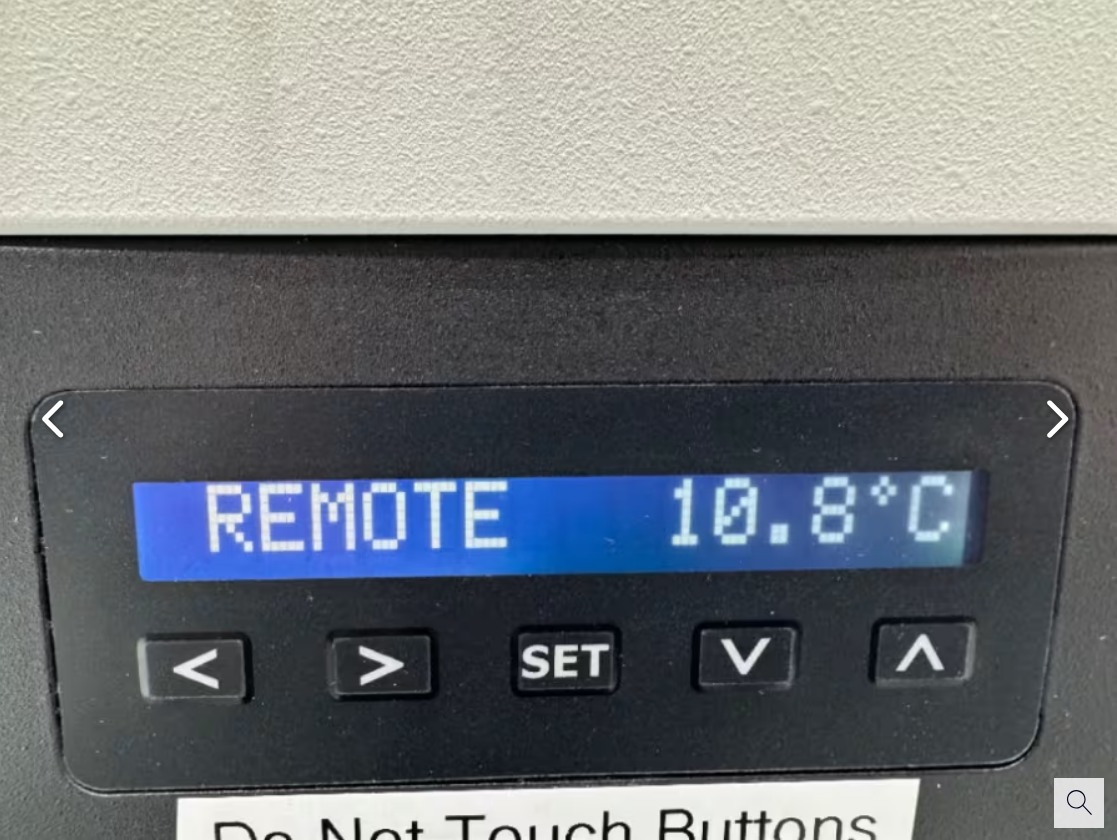 REMOTE 10.8°C
< > SET ∨ ∧
Do Not Touch Buttons